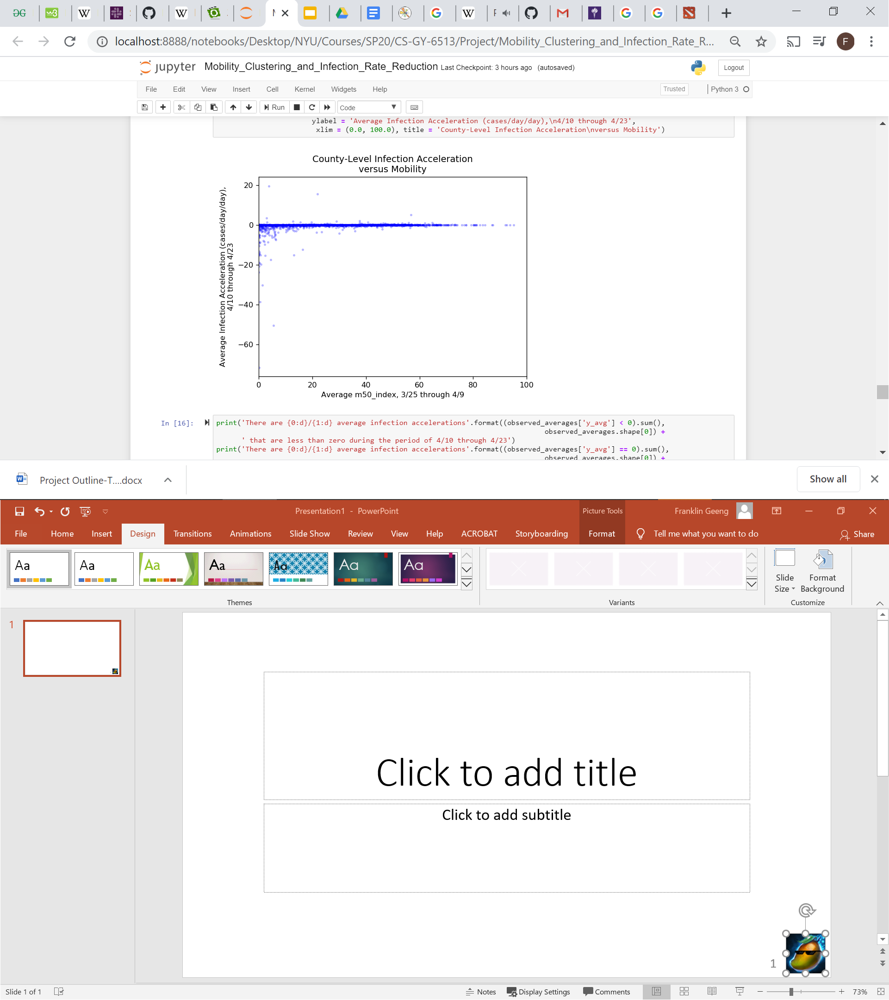 localhost:8888/notebooks/Desktop/NYU/Courses/SP20/CS-GY-6513/Project/Mobility_Clustering_and_Infection_Rate_R...
F
jupyter Mobility_Clustering_and_Infection_Rate_Reduction Last Checkpoint: 3 hours ago (autosaved)
Logout
File Edit View Insert Cell Kernel Widgets Help
Trusted
Python 3
Run
Code
ylabel = 'Average Infection Acceleration (cases/day/day),\n4/10 through 4/23',
xlim = (0.0, 100.0), title = 'County-Level Infection Acceleration\nversus Mobility')
County-Level Infection Acceleration
versus Mobility
Average Infection Acceleration (cases/day/day),
4/10 through 4/23
20
0
−20
−40
−60
0 20 40 60 80 100
Average m50_index, 3/25 through 4/9
In [16]:
print('There are {0:d}/{1:d} average infection accelerations'.format((observed_averages['y_avg'] < 0).sum(),
observed_averages.shape[0]) +
' that are less than zero during the period of 4/10 through 4/23')
print('There are {0:d}/{1:d} average infection accelerations'.format((observed_averages['y_avg'] == 0).sum(),
observed_averages.shape[0]) +
Project Outline-T....docx
Show all
Presentation1 - PowerPoint
Picture Tools
Franklin Geeng
File Home Insert Design Transitions Animations Slide Show Review View Help ACROBAT Storyboarding Format Tell me what you want to do Share
Aa Aa Aa Aa Aa Aa Aa
Slide Size
Format Background
Themes
Variants
Customize
1
Click to add title
Click to add subtitle
1
Slide 1 of 1
Notes Display Settings Comments
73%